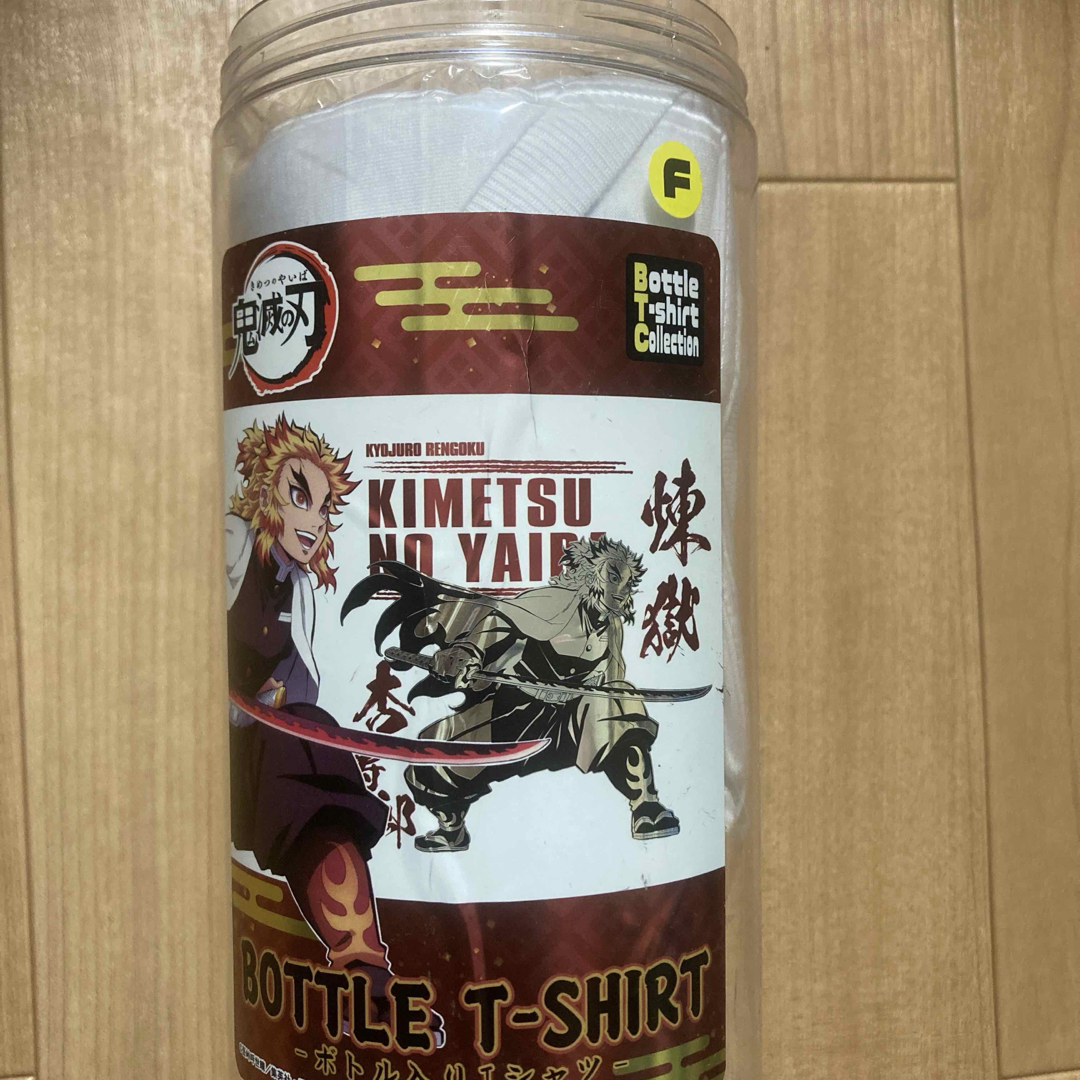 F
きめつのやいば
鬼滅の刃
Bottle
T-shirt
Collection
KYOJURO RENGOKU
KIMETSU
NO YAIBA
煉獄
杏寿郎
BOTTLE T-SHIRT
-ボトル入りTシャツ-